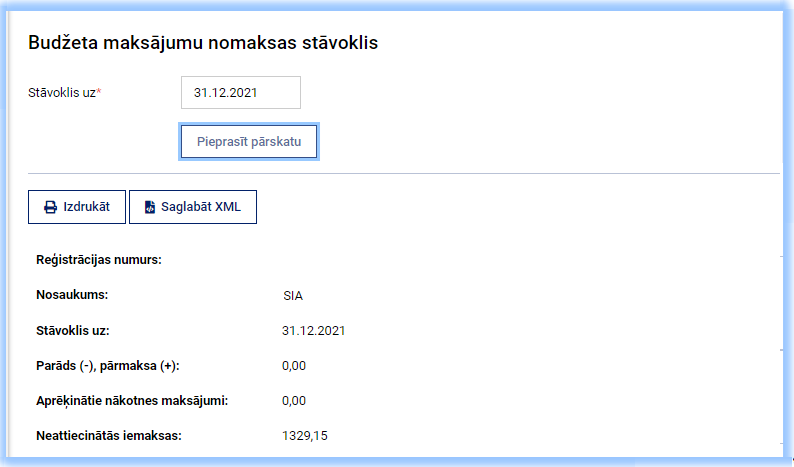 Budžeta maksājumu nomaksas stāvoklis
Stāvoklis uz* 31.12.2021
Pieprasīt pārskatu
Izdrukāt Saglabāt XML
Reģistrācijas numurs:
Nosaukums: SIA
Stāvoklis uz: 31.12.2021
Parāds (-), pārmaksa (+): 0,00
Aprēķinātie nākotnes maksājumi: 0,00
Neattiecinātās iemaksas: 1329,15